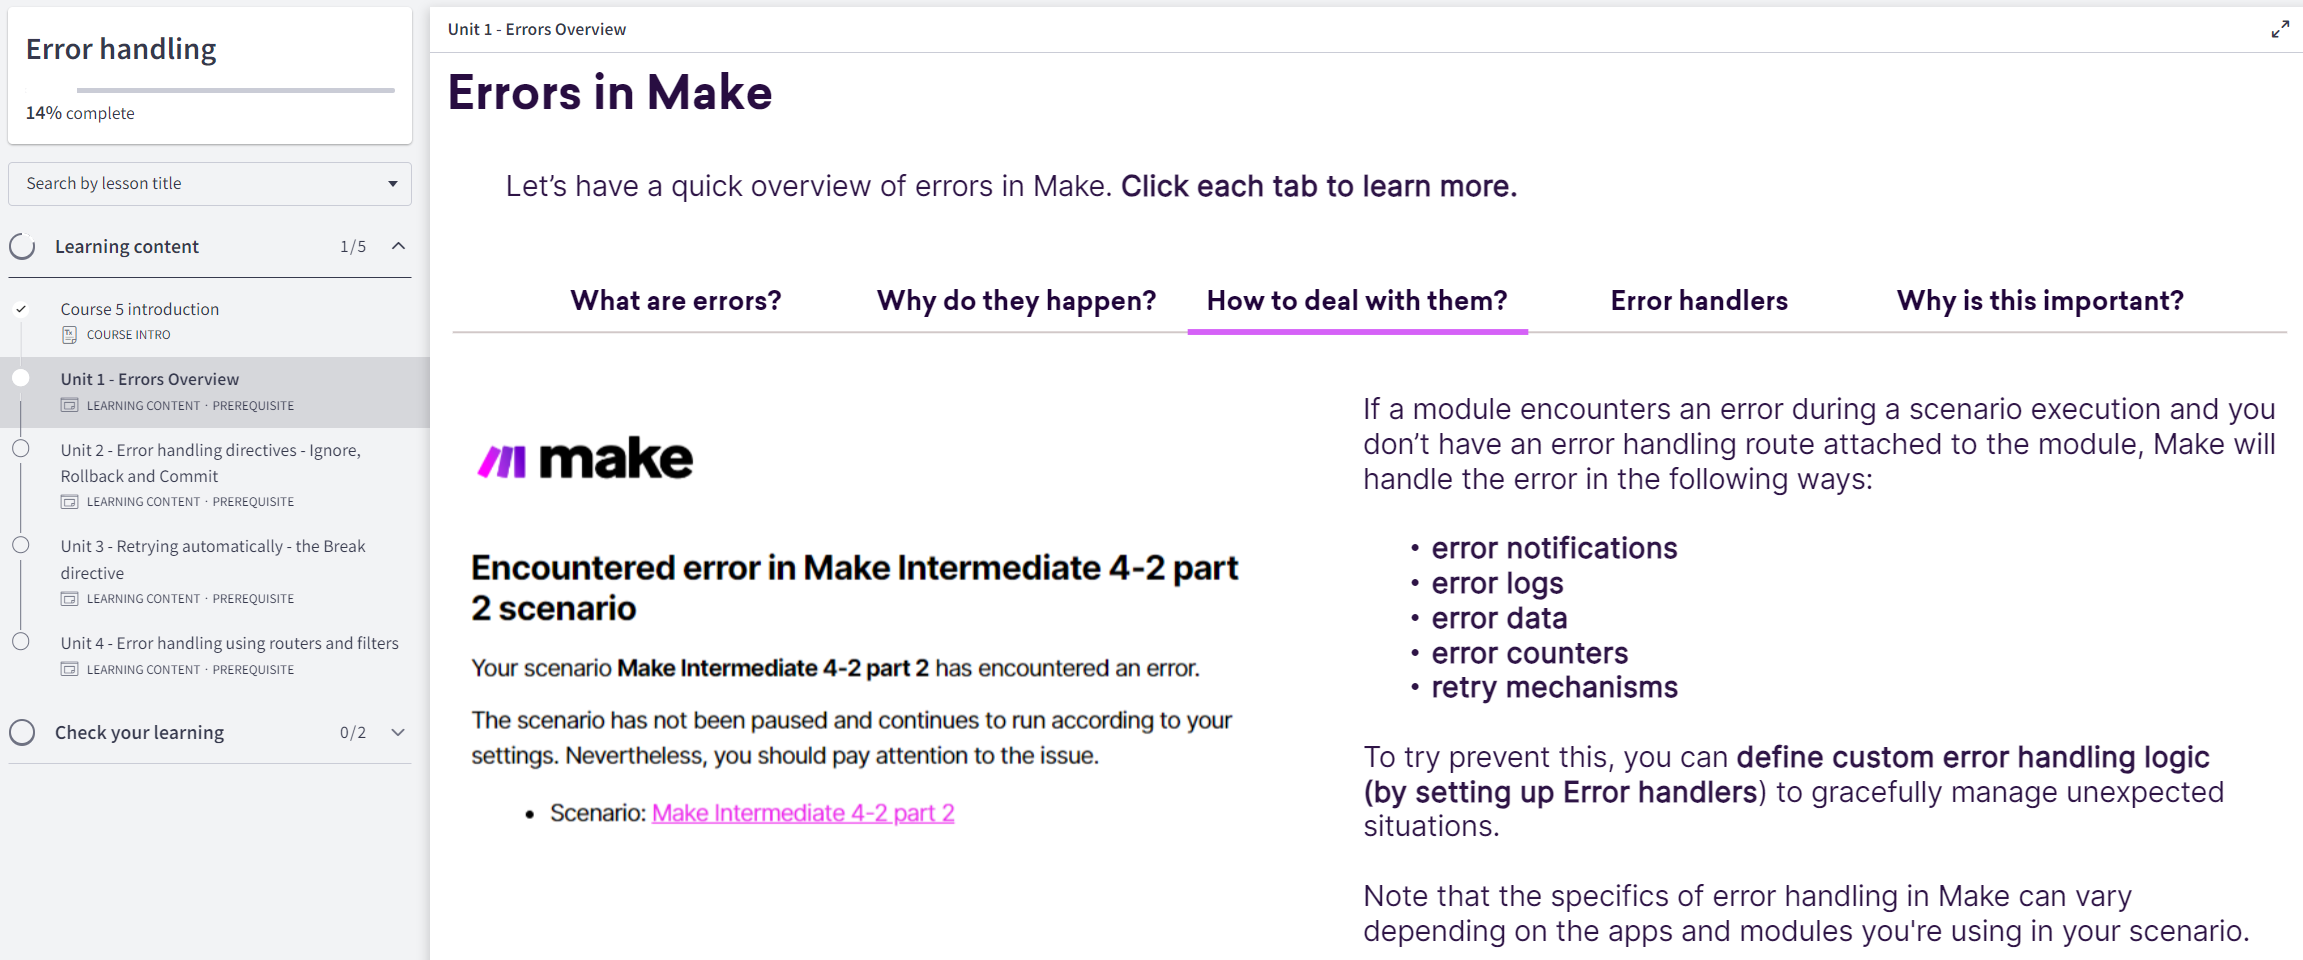 Error handling
14% complete
Search by lesson title
Learning content 1/5
Course 5 introduction
COURSE INTRO
Unit 1 - Errors Overview
LEARNING CONTENT · PREREQUISITE
Unit 2 - Error handling directives - Ignore,
Rollback and Commit
LEARNING CONTENT · PREREQUISITE
Unit 3 - Retrying automatically - the Break
directive
LEARNING CONTENT · PREREQUISITE
Unit 4 - Error handling using routers and filters
LEARNING CONTENT · PREREQUISITE
Check your learning 0/2
Unit 1 - Errors Overview
Errors in Make
Let’s have a quick overview of errors in Make. Click each tab to learn more.
What are errors? Why do they happen? How to deal with them? Error handlers Why is this important?
make
Encountered error in Make Intermediate 4-2 part
2 scenario
Your scenario Make Intermediate 4-2 part 2 has encountered an error.
The scenario has not been paused and continues to run according to your
settings. Nevertheless, you should pay attention to the issue.
• Scenario: Make Intermediate 4-2 part 2
If a module encounters an error during a scenario execution and you
don’t have an error handling route attached to the module, Make will
handle the error in the following ways:
• error notifications
• error logs
• error data
• error counters
• retry mechanisms
To try prevent this, you can define custom error handling logic
(by setting up Error handlers) to gracefully manage unexpected
situations.
Note that the specifics of error handling in Make can vary
depending on the apps and modules you're using in your scenario.